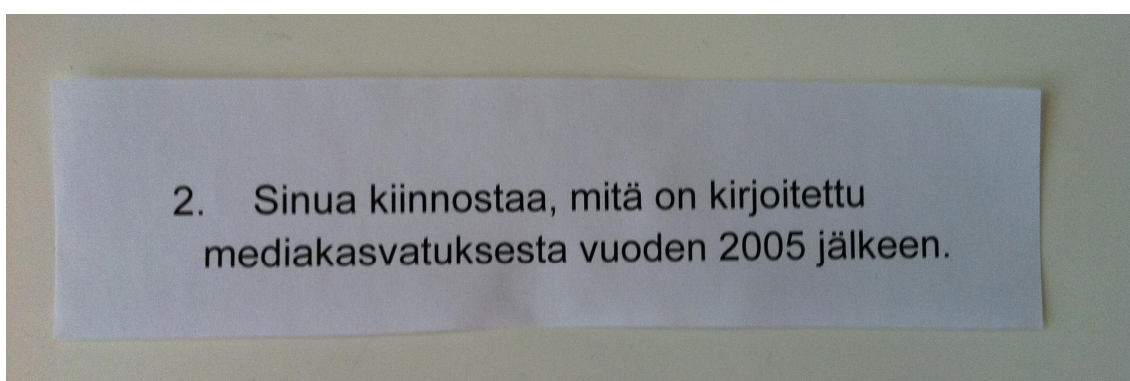 2. Sinua kiinnostaa, mitä on kirjoitettu
mediakasvatuksesta vuoden 2005 jälkeen.